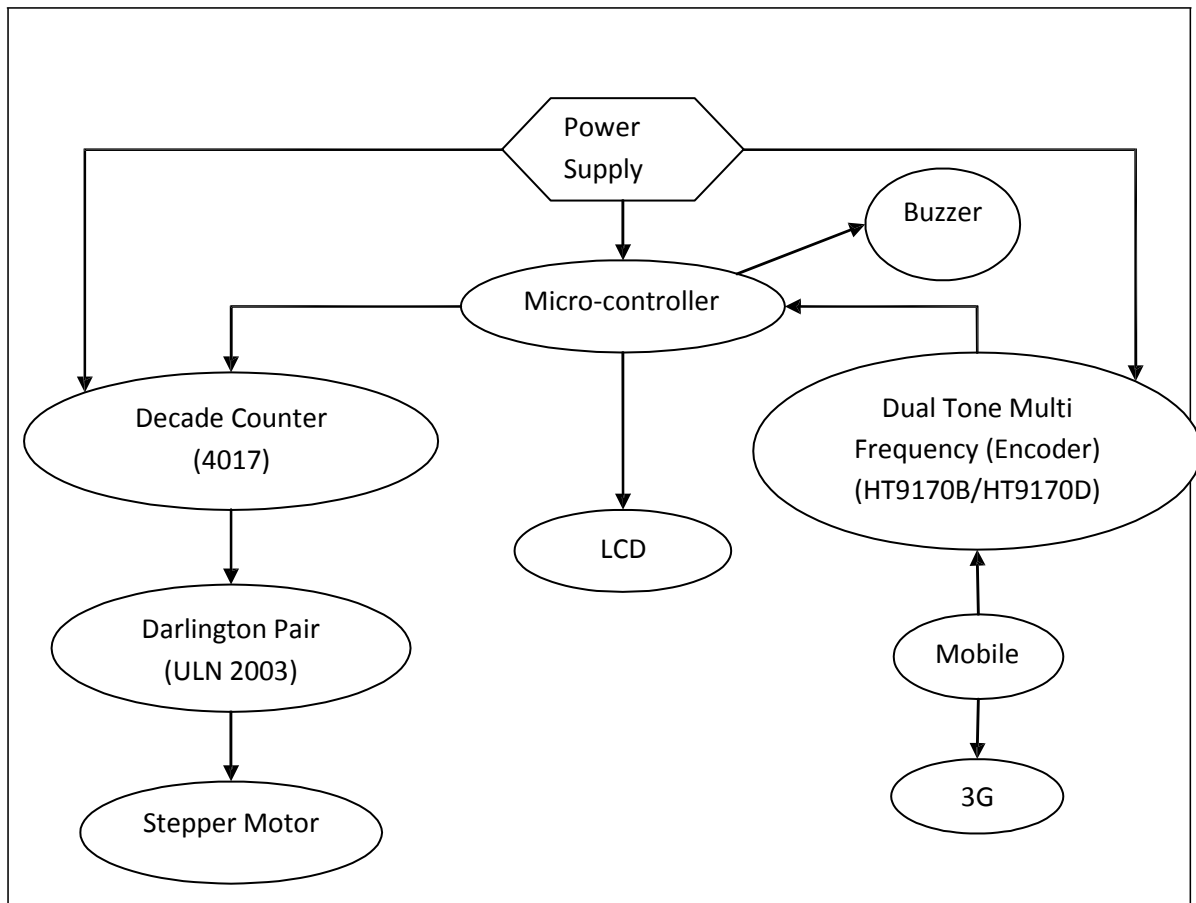 Power
Supply
Buzzer
Micro-controller
Decade Counter
(4017)
Dual Tone Multi
Frequency (Encoder)
(HT9170B/HT9170D)
LCD
Darlington Pair
(ULN 2003)
Mobile
Stepper Motor
3G